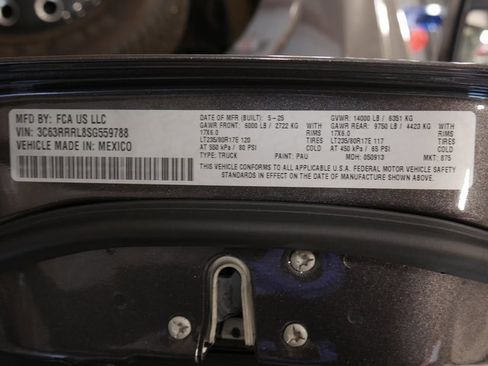 MFD BY: FCA US LLC
VIN: 3C63RRRL8SG559788
VEHICLE MADE IN: MEXICO
DATE OF MFR (BUILT): 5-25
GAWR FRONT: 6000 LB / 2722 KG WITH
17X6.0 RIMS
LT235/80R17E 120 TIRES
AT 550 kPa / 80 PSI COLD
TYPE: TRUCK PAINT: PAU
GVWR: 14000 LB / 6351 KG
GAWR REAR: 9750 LB / 4423 KG WITH
17X6.0 RIMS
LT235/80R17E 117 TIRES
AT 450 kPa / 65 PSI COLD
MDH: 050913 MKT: 875
THIS VEHICLE CONFORMS TO ALL APPLICABLE U.S.A. FEDERAL MOTOR VEHICLE SAFETY
STANDARDS IN EFFECT ON THE DATE OF MANUFACTURE SHOWN ABOVE.